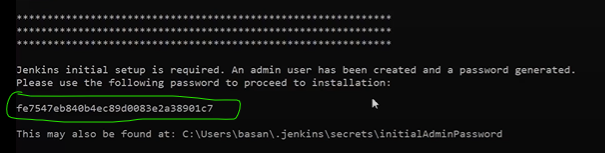 *************************************************************
*************************************************************
*************************************************************
Jenkins initial setup is required. An admin user has been created and a password generated.
Please use the following password to proceed to installation:
fe7547eb840b4ec89d0083e2a38901c7
This may also be found at: C:\Users\basan\.jenkins\secrets\initialAdminPassword